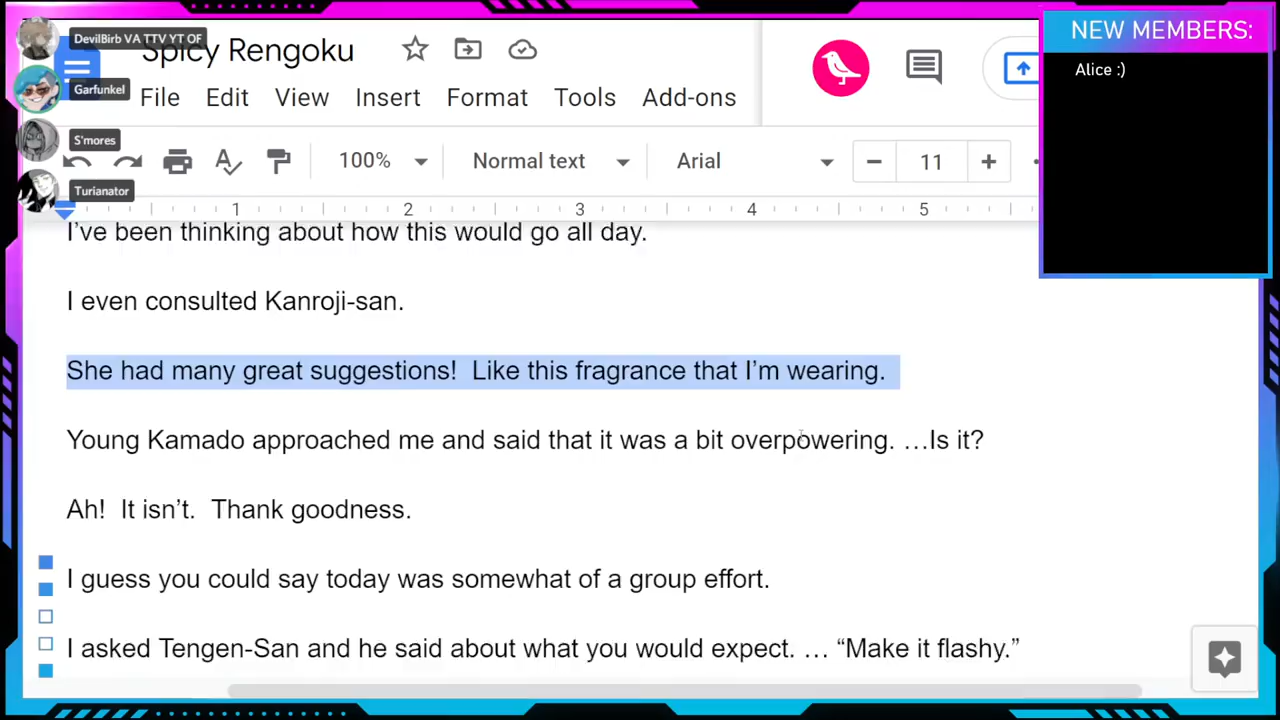 DevilBirb VA TTV YT OF
Spicy Rengoku
NEW MEMBERS:
Alice :)
Garfunkel
File Edit View Insert Format Tools Add-ons
S'mores
100% Normal text Arial 11
Turianator
1 2 3 4 5
I've been thinking about how this would go all day.
I even consulted Kanroji-san.
She had many great suggestions!  Like this fragrance that I'm wearing.
Young Kamado approached me and said that it was a bit overpowering. …Is it?
Ah!  It isn't.  Thank goodness.
I guess you could say today was somewhat of a group effort.
I asked Tengen-San and he said about what you would expect. … “Make it flashy.”